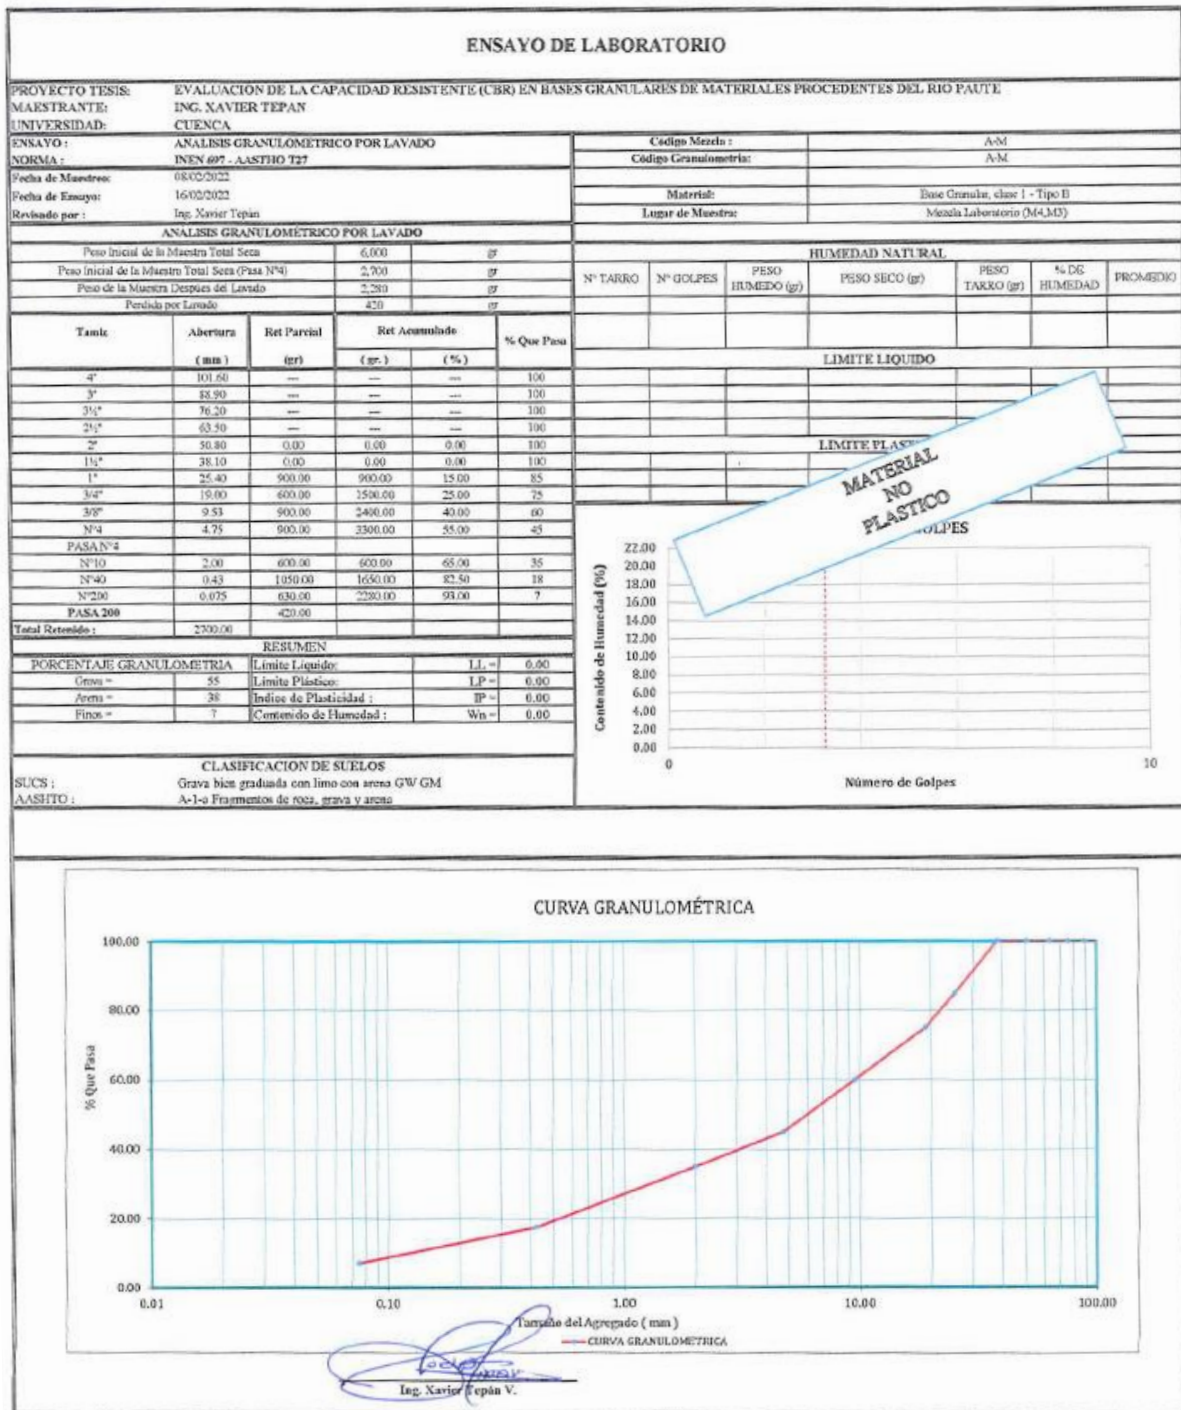 ENSAYO DE LABORATORIO
PROYECTO TESIS: EVALUACION DE LA CAPACIDAD RESISTENTE (CBR) EN BASES GRANULARES DE MATERIALES PROCEDENTES DEL RIO PAUTE
MAESTRANTE: ING. XAVIER TEPAN
UNIVERSIDAD: CUENCA
ENSAYO : ANALISIS GRANULOMETRICO POR LAVADO
NORMA : INEN 697 - AASTHO T27
Código Mezcla : A-M
Código Granulometria: A-M
Fecha de Muestreo: 08/02/2022
Fecha de Ensayo: 16/02/2022
Revisado por : Ing. Xavier Tepán
Material: Base Granular, clase 1 - Tipo B
Lugar de Muestra: Mezcla Laboratorio (M4,M3)
ANALISIS GRANULOMÉTRICO POR LAVADO
Peso Inicial de la Muestra Total Seca 6,000 gr
Peso Inicial de la Muestra Total Seca (Pasa N°4) 2,700 gr
Peso de la Muestra Despues del Lavado 2,280 gr
Perdida por Lavado 420 gr
Tamiz Abertura Ret Parcial Ret Acumulado % Que Pasa
( mm ) (gr) ( gr. ) ( % )
4" 101.60 --- --- --- 100
3" 88.90 --- --- --- 100
3½" 76.20 --- --- --- 100
2½" 63.50 --- --- --- 100
2" 50.80 0.00 0.00 0.00 100
1½" 38.10 0.00 0.00 0.00 100
1" 25.40 900.00 900.00 15.00 85
3/4" 19.00 600.00 1500.00 25.00 75
3/8" 9.53 900.00 2400.00 40.00 60
N°4 4.75 900.00 3300.00 55.00 45
PASA N°4
N°10 2.00 600.00 600.00 65.00 35
N°40 0.43 1050.00 1650.00 82.50 18
N°200 0.075 630.00 2280.00 93.00 7
PASA 200 420.00
Total Retenido : 2700.00
RESUMEN
PORCENTAJE GRANULOMETRIA Límite Líquido: LL = 0.00
Grava = 55 Límite Plástico: LP = 0.00
Arena = 38 Indice de Plasticidad : IP = 0.00
Finos = 7 Contenido de Humedad : Wn = 0.00
CLASIFICACION DE SUELOS
SUCS : Grava bien graduada con limo con arena GW GM
AASHTO : A-1-a Fragmentos de roca, grava y arena
HUMEDAD NATURAL
N° TARRO N° GOLPES PESO HUMEDO (gr) PESO SECO (gr) PESO TARRO (gr) % DE HUMEDAD PROMEDIO
LIMITE LIQUIDO
LIMITE PLAST
MATERIAL
NO
PLASTICO
GOLPES
Contenido de Humedad (%)
22.00
20.00
18.00
16.00
14.00
12.00
10.00
8.00
6.00
4.00
2.00
0.00
0 10
Número de Golpes
CURVA GRANULOMÉTRICA
% Que Pasa
100.00
80.00
60.00
40.00
20.00
0.00
0.01 0.10 1.00 10.00 100.00
Tamaño del Agregado ( mm )
CURVA GRANULOMETRICA
Ing. Xavier Tepán V.